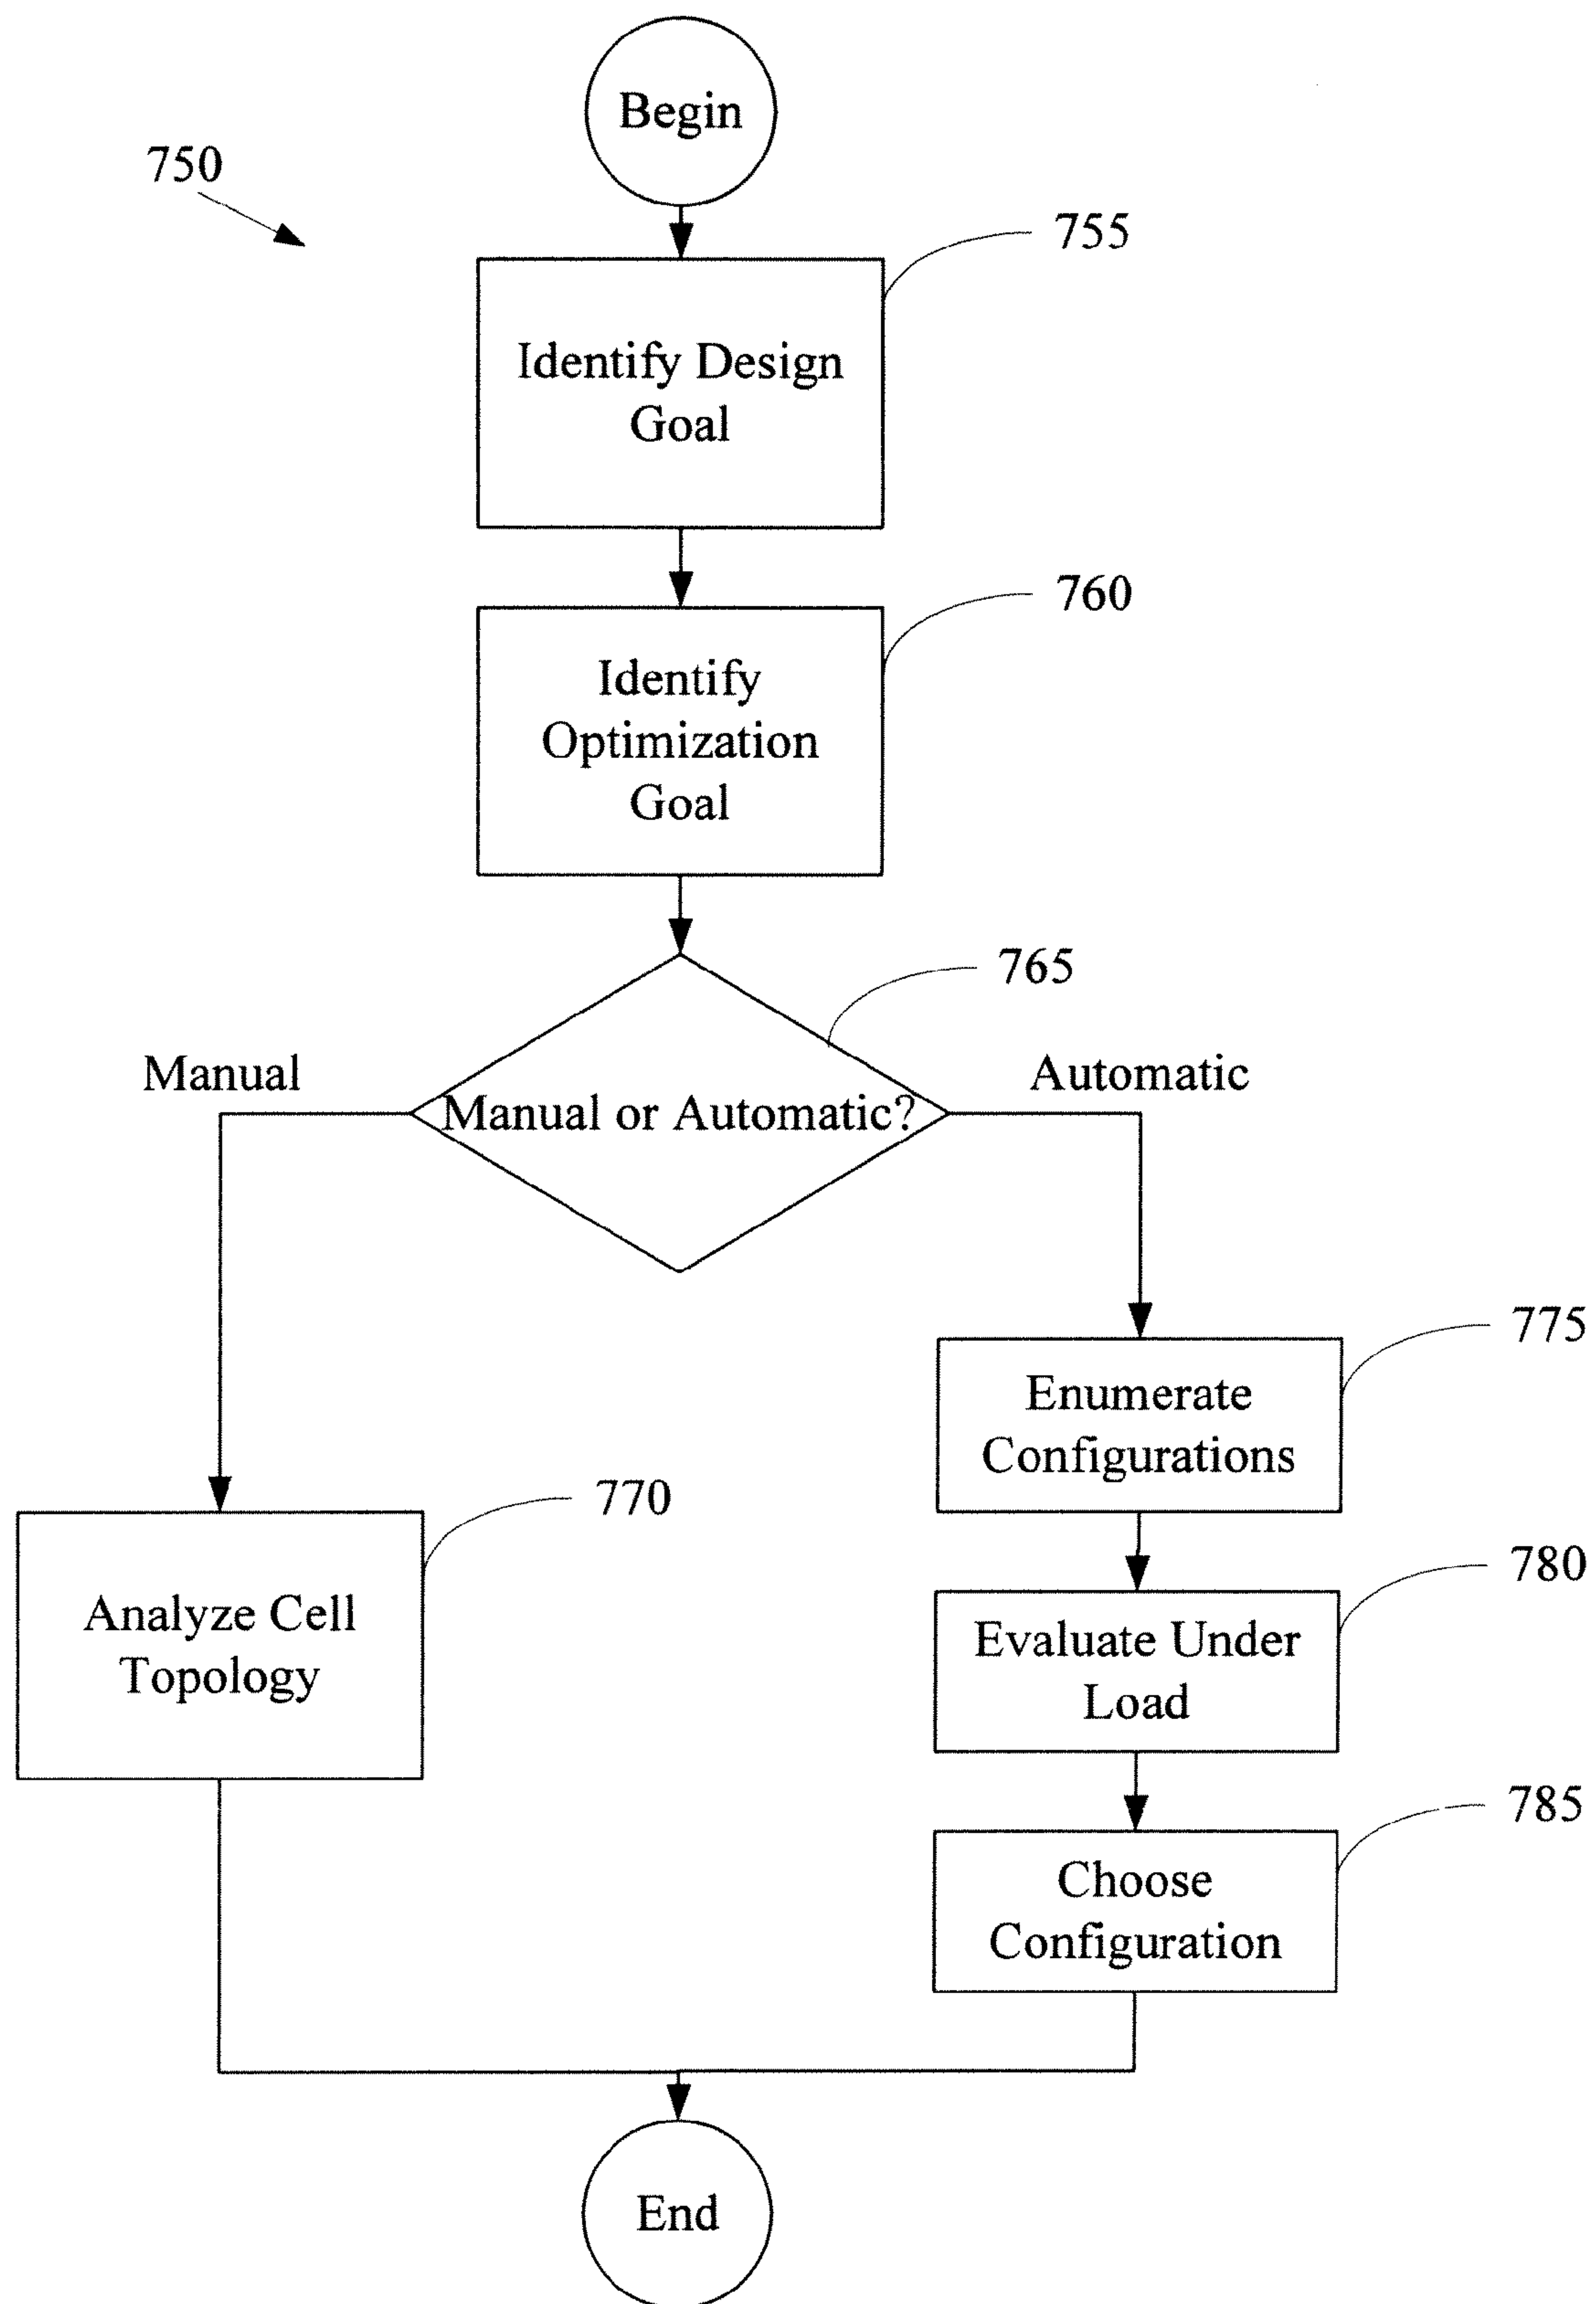 Begin
750
755
Identify Design
Goal
760
Identify
Optimization
Goal
765
Manual
Manual or Automatic?
Automatic
775
Enumerate
Configurations
770
Analyze Cell
Topology
780
Evaluate Under
Load
785
Choose
Configuration
End